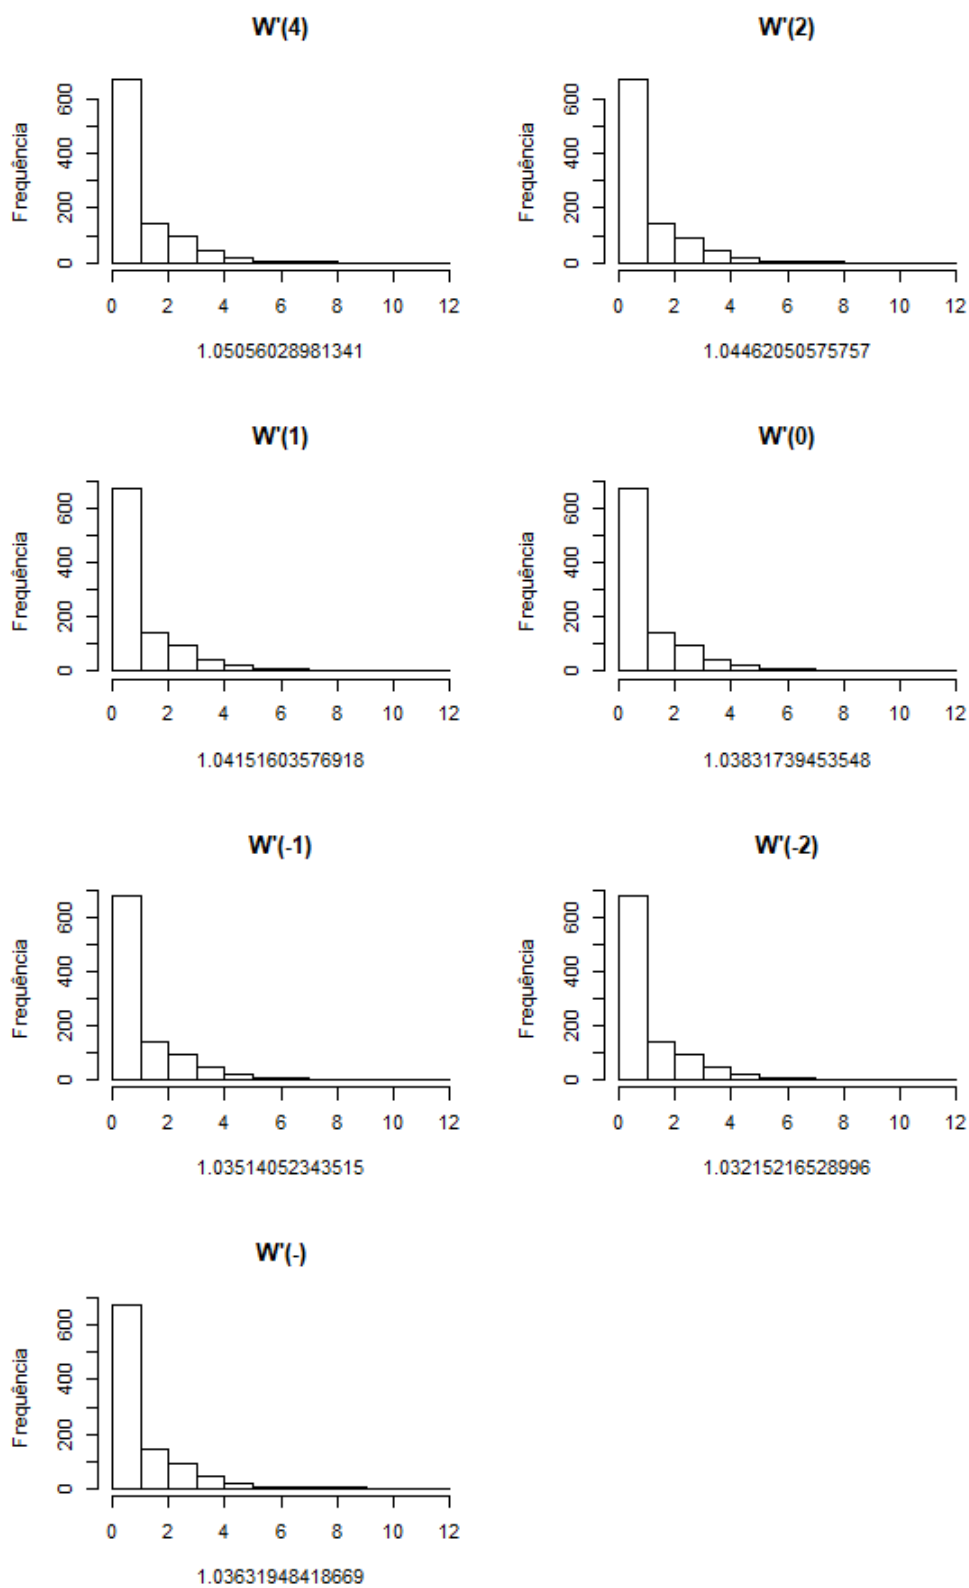 W'(4)
Frequência
0 200 400 600
0 2 4 6 8 10 12
1.05056028981341
W'(2)
Frequência
0 200 400 600
0 2 4 6 8 10 12
1.04462050575757
W'(1)
Frequência
0 200 400 600
0 2 4 6 8 10 12
1.04151603576918
W'(0)
Frequência
0 200 400 600
0 2 4 6 8 10 12
1.03831739453548
W'(-1)
Frequência
0 200 400 600
0 2 4 6 8 10 12
1.03514052343515
W'(-2)
Frequência
0 200 400 600
0 2 4 6 8 10 12
1.03215216528996
W'(-)
Frequência
0 200 400 600
0 2 4 6 8 10 12
1.03631948418669